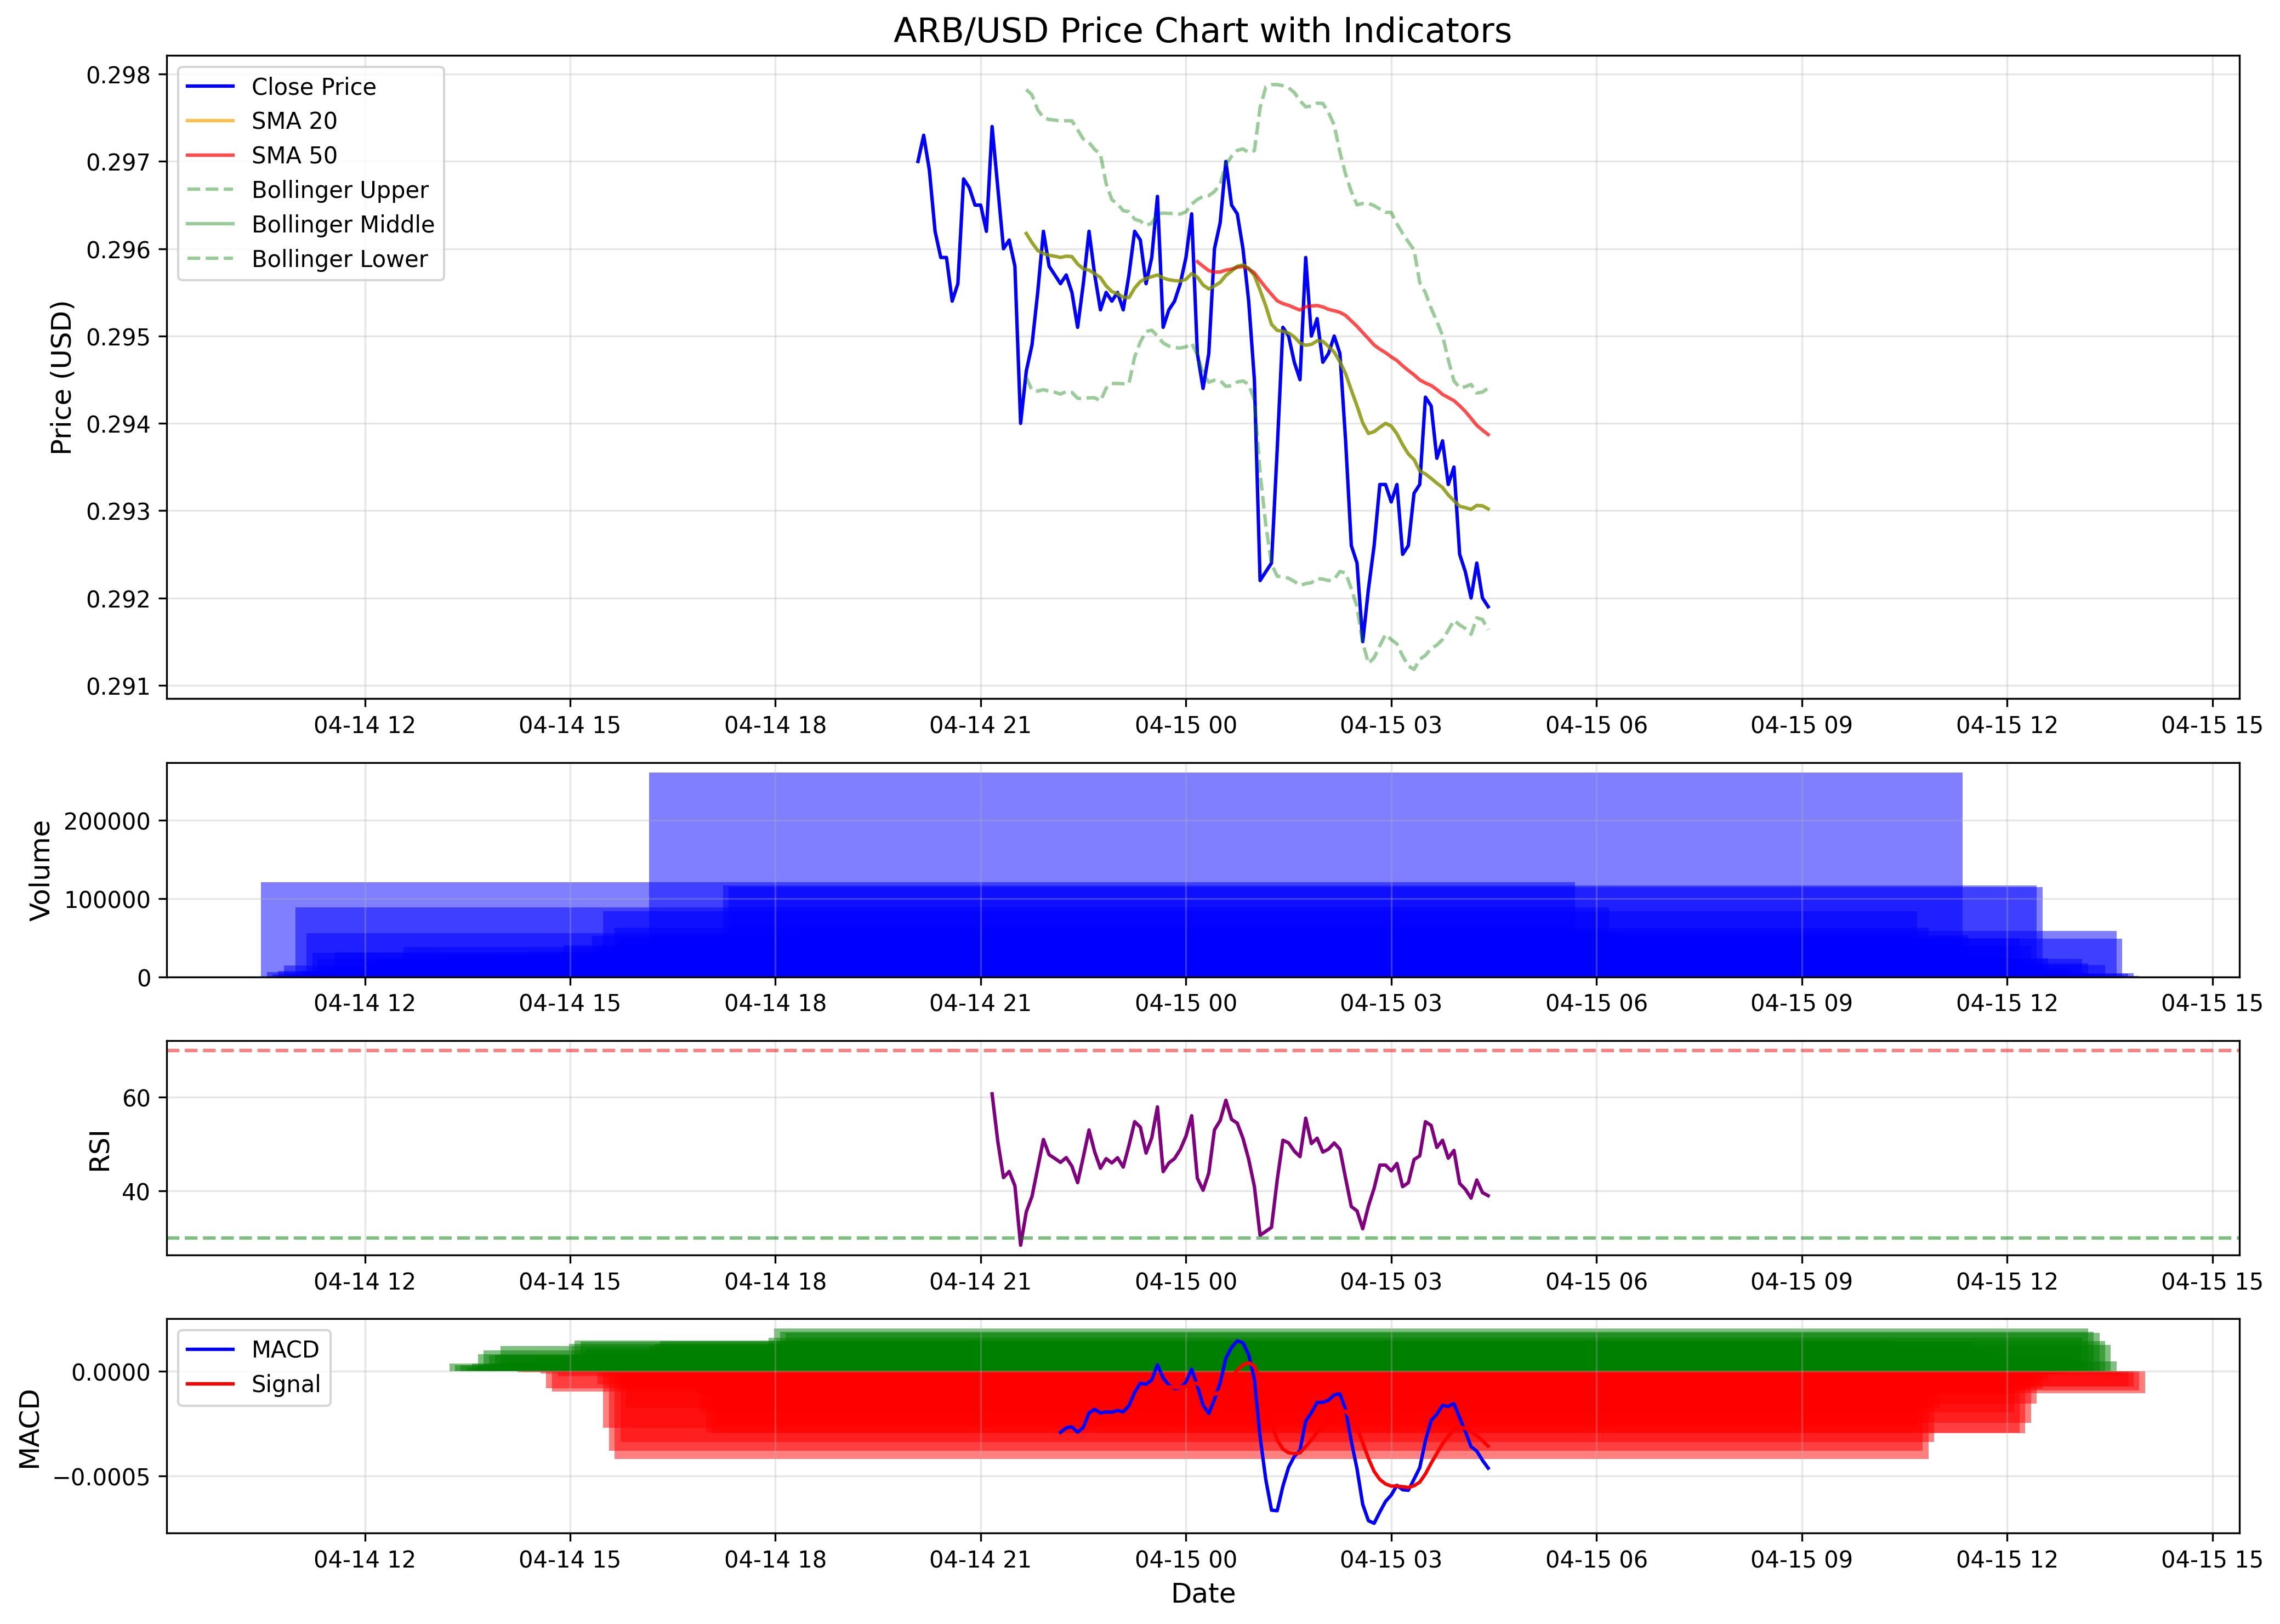 ARB/USD Price Chart with Indicators
Close Price
SMA 20
SMA 50
Bollinger Upper
Bollinger Middle
Bollinger Lower
Price (USD)
0.298
0.297
0.296
0.295
0.294
0.293
0.292
0.291
04-14 12 04-14 15 04-14 18 04-14 21 04-15 00 04-15 03 04-15 06 04-15 09 04-15 12 04-15 15
Volume
200000
100000
0
04-14 12 04-14 15 04-14 18 04-14 21 04-15 00 04-15 03 04-15 06 04-15 09 04-15 12 04-15 15
RSI
60
40
04-14 12 04-14 15 04-14 18 04-14 21 04-15 00 04-15 03 04-15 06 04-15 09 04-15 12 04-15 15
MACD
Signal
MACD
0.0000
−0.0005
04-14 12 04-14 15 04-14 18 04-14 21 04-15 00 04-15 03 04-15 06 04-15 09 04-15 12 04-15 15
Date